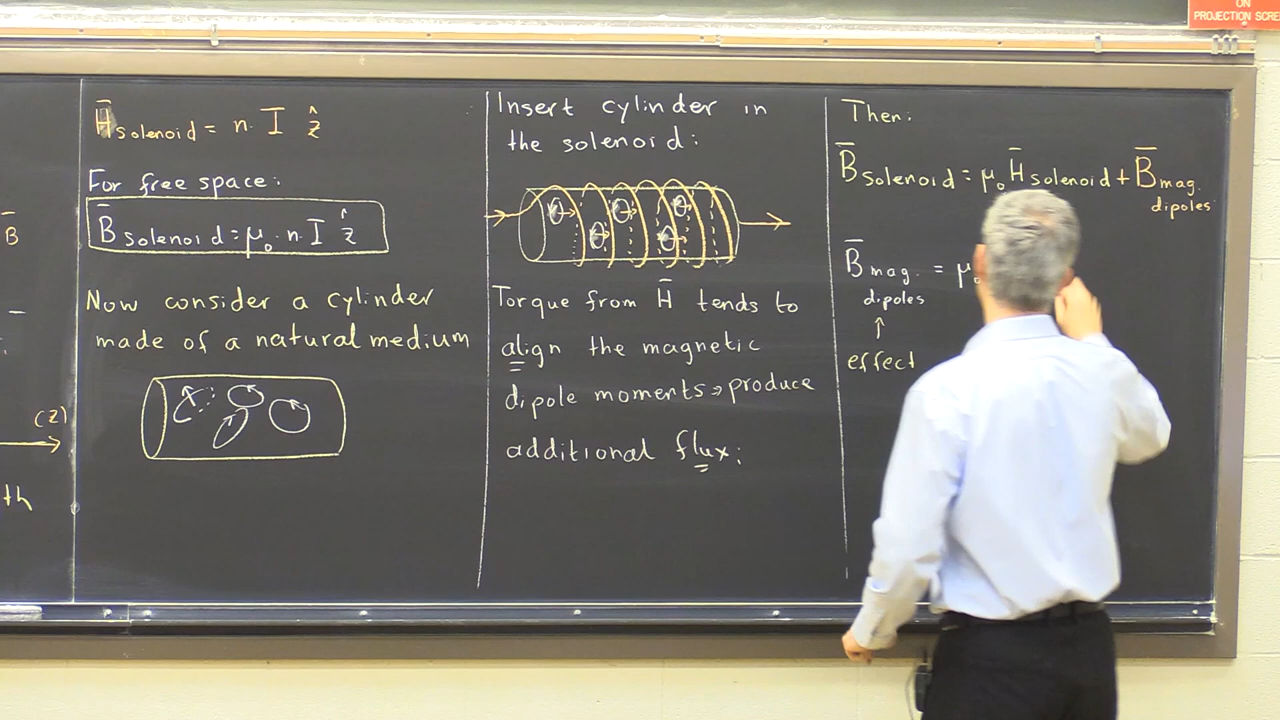 ON
PROJECTION SCRE
B̄
(z)
th
H̄solenoid = n · I ẑ
For free space:
B̄solenoid = μ₀ · n · I ẑ
Now consider a cylinder
made of a natural medium
Insert cylinder in
the solenoid:
Torque from H̄ tends to
align the magnetic
dipole moments → produce
additional flux:
Then:
B̄solenoid = μ₀ H̄solenoid + B̄mag.
dipoles
B̄mag. = μ₀
dipoles
↑
effect